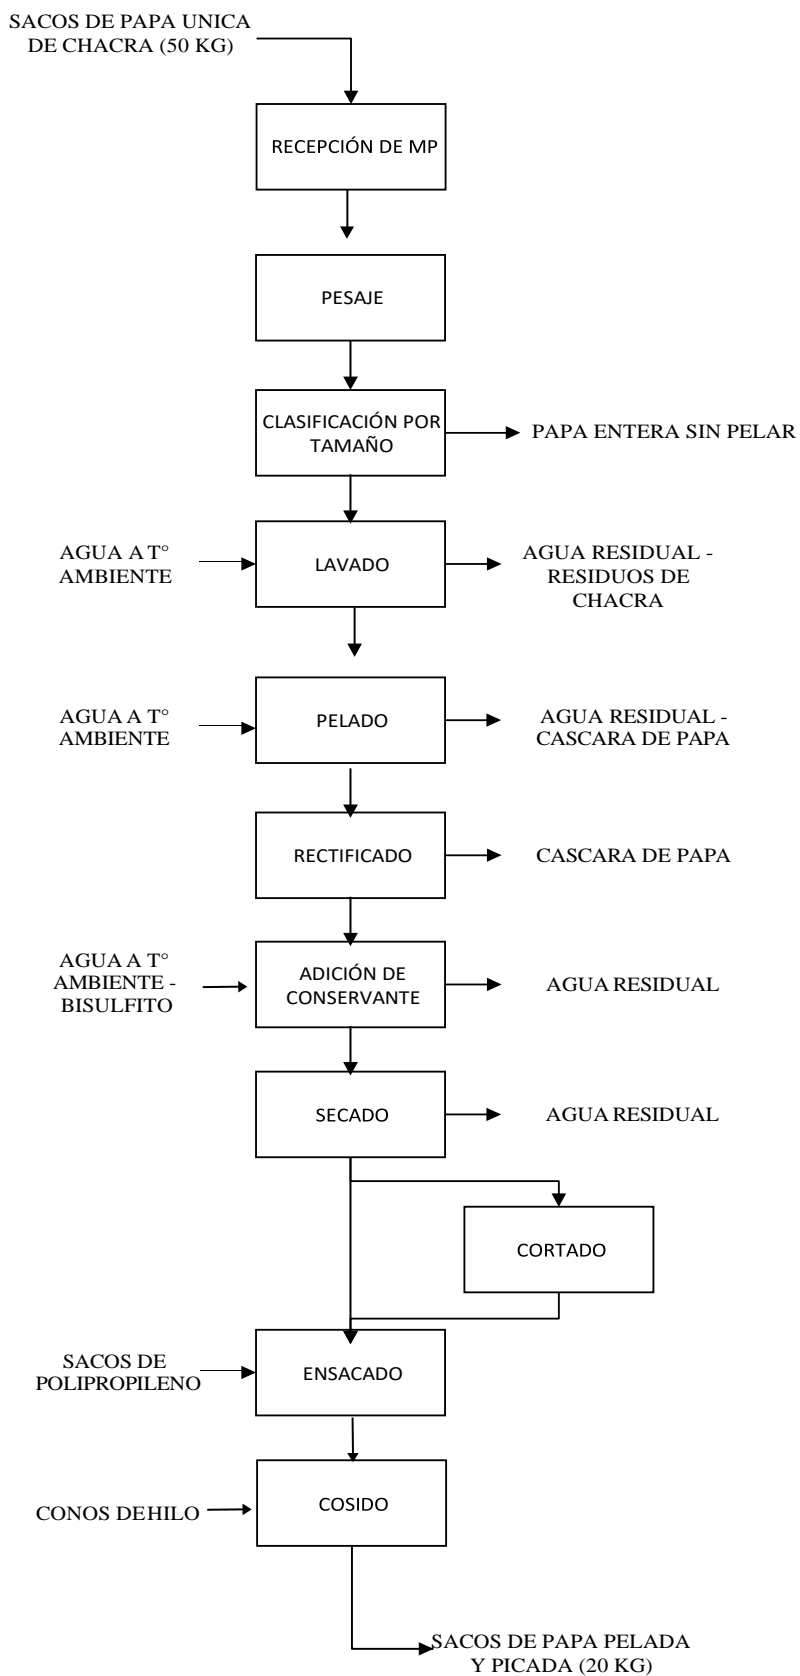 SACOS DE PAPA UNICA
DE CHACRA (50 KG)
RECEPCIÓN DE MP
PESAJE
CLASIFICACIÓN POR
TAMAÑO
PAPA ENTERA SIN PELAR
AGUA A T°
AMBIENTE
LAVADO
AGUA RESIDUAL -
RESIDUOS DE
CHACRA
AGUA A T°
AMBIENTE
PELADO
AGUA RESIDUAL -
CASCARA DE PAPA
RECTIFICADO
CASCARA DE PAPA
AGUA A T°
AMBIENTE -
BISULFITO
ADICIÓN DE
CONSERVANTE
AGUA RESIDUAL
SECADO
AGUA RESIDUAL
CORTADO
SACOS DE
POLIPROPILENO
ENSACADO
CONOS DEHILO
COSIDO
SACOS DE PAPA PELADA
Y PICADA (20 KG)